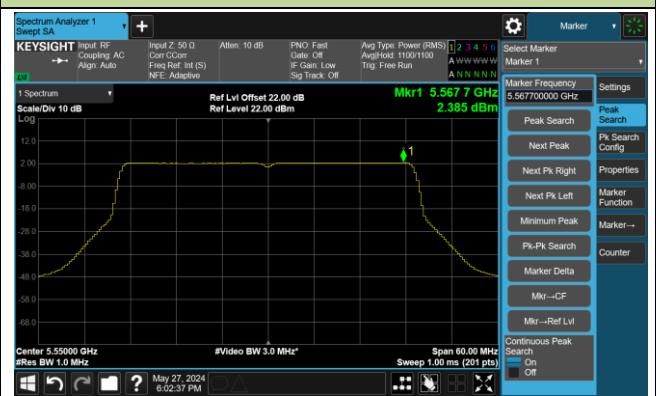 Spectrum Analyzer 1
Swept SA
+
Marker
KEYSIGHT
Input: RF
Coupling: AC
Align: Auto
Input Z: 50 Ω
Corr CCorr
Freq Ref: Int (S)
NFE: Adaptive
Atten: 10 dB
PNO: Fast
Gate: Off
IF Gain: Low
Sig Track: Off
Avg Type: Power (RMS)
Avg|Hold: 1100/1100
Trig: Free Run
1 2 3 4 5 6
A W W W W W
A N N N N N
LXI
Select Marker
Marker 1
1 Spectrum
Scale/Div 10 dB
Log
Ref Lvl Offset 22.00 dB
Ref Level 22.00 dBm
Mkr1 5.567 7 GHz
2.385 dBm
12.0
2.00
-8.00
-18.0
-28.0
-38.0
-48.0
-58.0
-68.0
1
Center 5.55000 GHz
#Res BW 1.0 MHz
#Video BW 3.0 MHz*
Span 60.00 MHz
Sweep 1.00 ms (201 pts)
Marker Frequency
5.567700000 GHz
Peak Search
Next Peak
Next Pk Right
Next Pk Left
Minimum Peak
Pk-Pk Search
Marker Delta
Mkr→CF
Mkr→Ref Lvl
Continuous Peak
Search
On
Off
Settings
Peak
Search
Pk Search
Config
Properties
Marker
Function
Marker→
Counter
?
May 27, 2024
6:02:37 PM